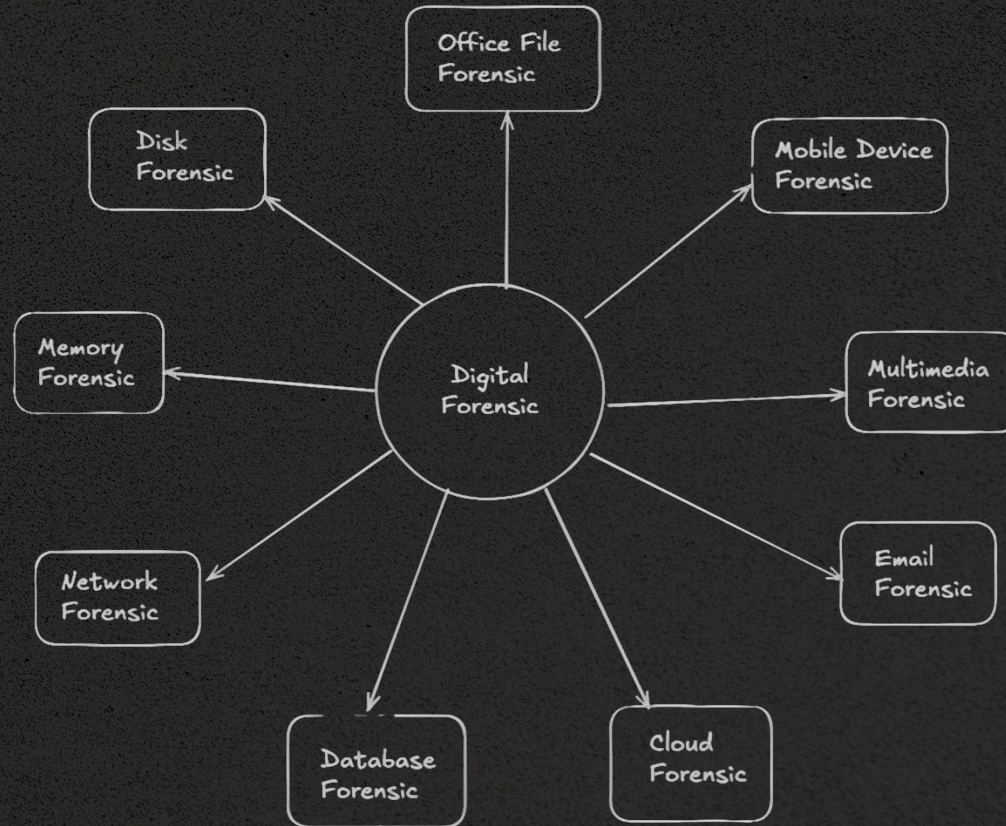 Office File
Forensic
Disk
Forensic
Mobile Device
Forensic
Memory
Forensic
Digital
Forensic
Multimedia
Forensic
Network
Forensic
Email
Forensic
Database
Forensic
Cloud
Forensic